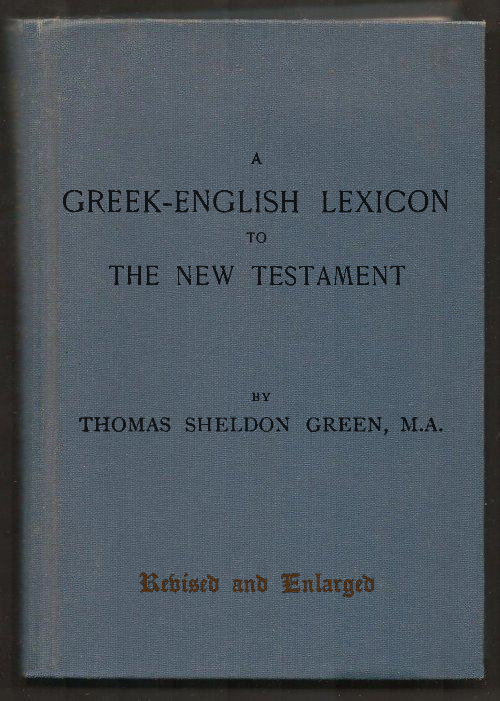 A
GREEK-ENGLISH LEXICON
TO
THE NEW TESTAMENT
BY
THOMAS SHELDON GREEN, M.A.
Revised and Enlarged